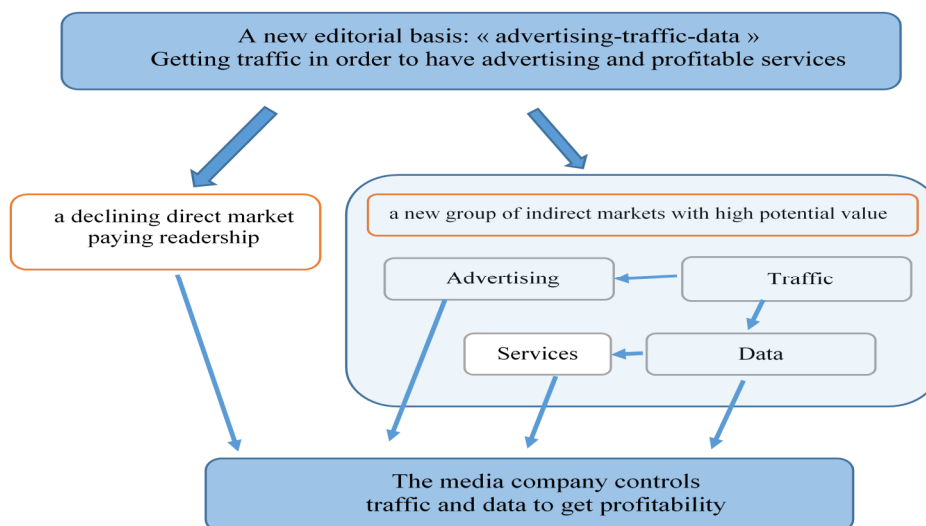 A new editorial basis: « advertising-traffic-data »
Getting traffic in order to have advertising and profitable services
a declining direct market
paying readership
a new group of indirect markets with high potential value
Advertising
Traffic
Services
Data
The media company controls
traffic and data to get profitability